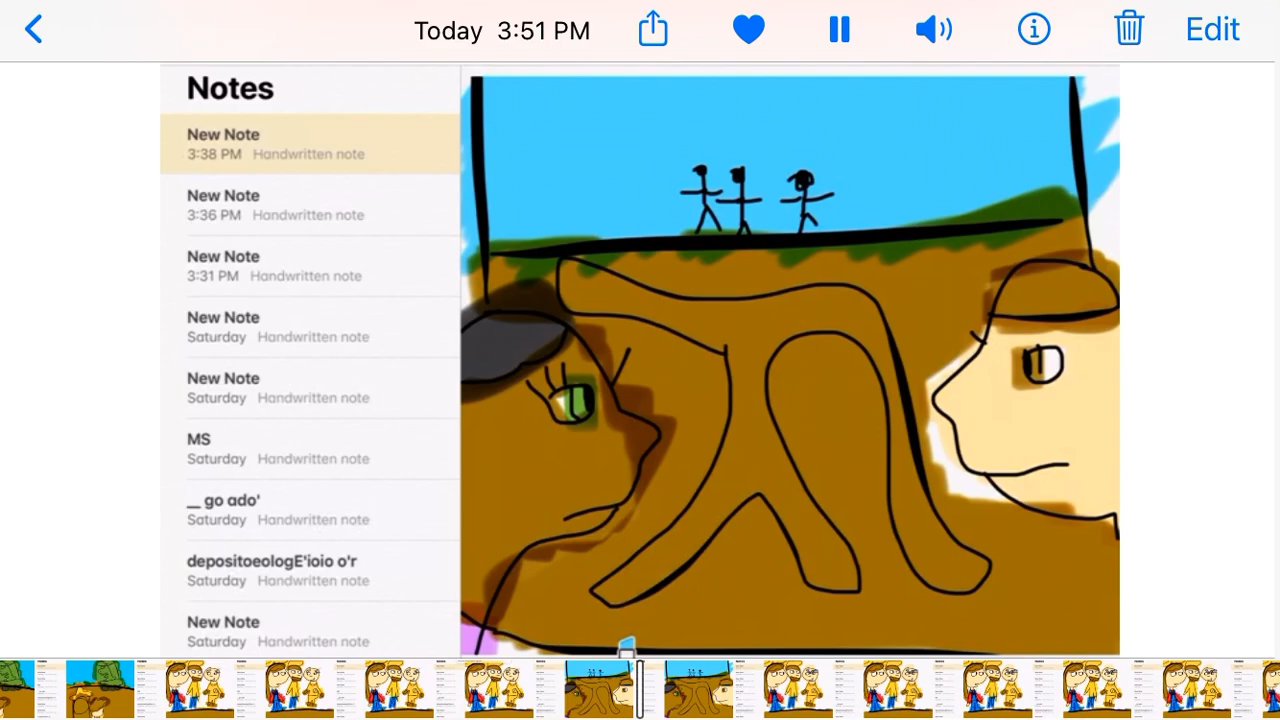 Today 3:51 PM
Edit
Notes
New Note
3:38 PM Handwritten note
New Note
3:36 PM Handwritten note
New Note
3:31 PM Handwritten note
New Note
Saturday Handwritten note
New Note
Saturday Handwritten note
MS
Saturday Handwritten note
__ go ado'
Saturday Handwritten note
depositoeologE'ioio o'r
Saturday Handwritten note
New Note
Saturday Handwritten note